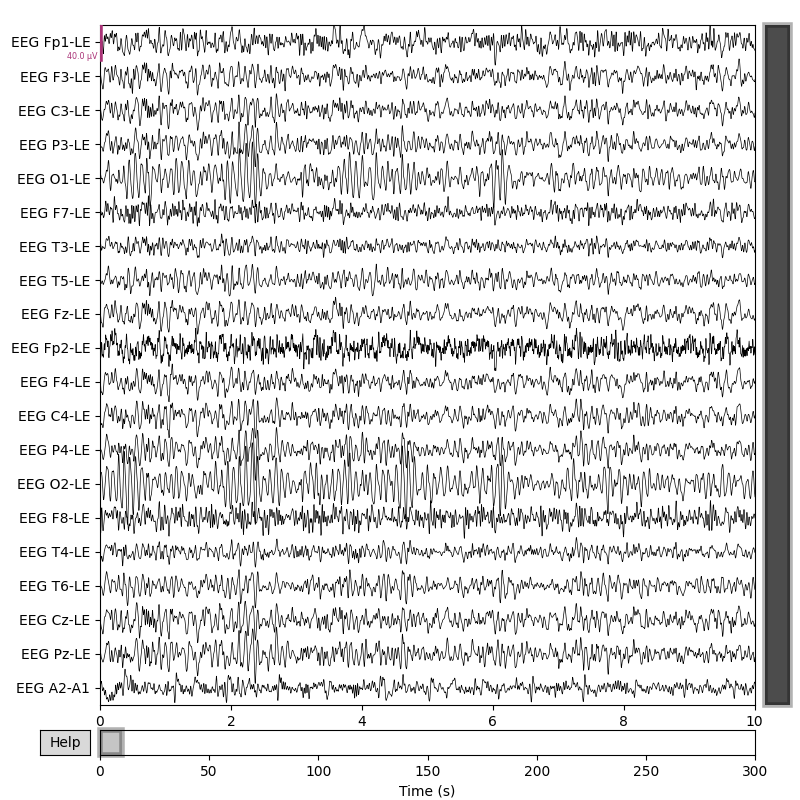 EEG Fp1-LE
40.0 µV
EEG F3-LE
EEG C3-LE
EEG P3-LE
EEG O1-LE
EEG F7-LE
EEG T3-LE
EEG T5-LE
EEG Fz-LE
EEG Fp2-LE
EEG F4-LE
EEG C4-LE
EEG P4-LE
EEG O2-LE
EEG F8-LE
EEG T4-LE
EEG T6-LE
EEG Cz-LE
EEG Pz-LE
EEG A2-A1
0 2 4 6 8 10
Help
0 50 100 150 200 250 300
Time (s)